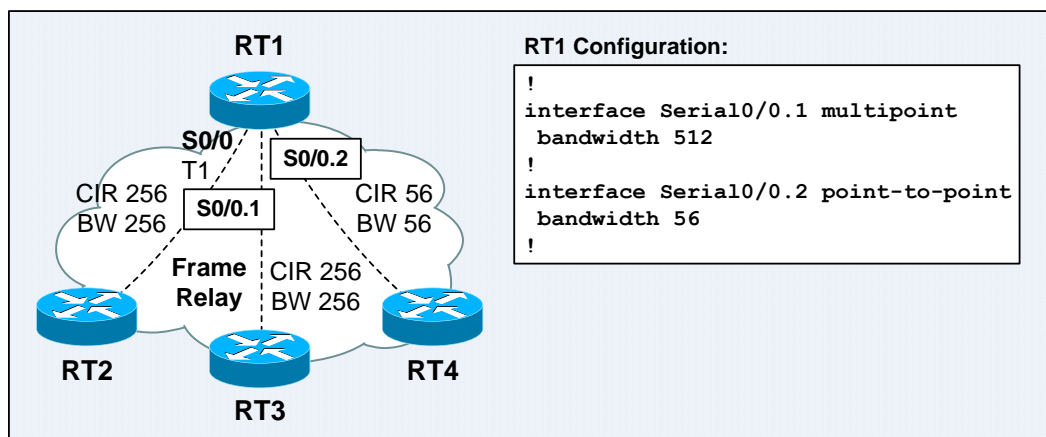 RT1
S0/0
T1
S0/0.2
CIR 256
BW 256
S0/0.1
CIR 56
BW 56
Frame
Relay
CIR 256
BW 256
RT2
RT3
RT4
RT1 Configuration:
!
interface Serial0/0.1 multipoint
bandwidth 512
!
interface Serial0/0.2 point-to-point
bandwidth 56
!